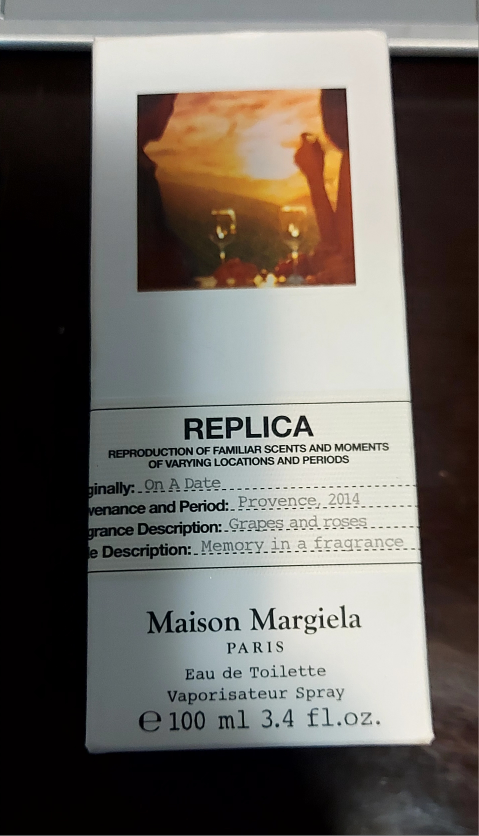 REPLICA
REPRODUCTION OF FAMILIAR SCENTS AND MOMENTS
OF VARYING LOCATIONS AND PERIODS
ginally: On A Date
venance and Period: Provence, 2014
grance Description: Grapes and roses
le Description: Memory in a fragrance
Maison Margiela
PARIS
Eau de Toilette
Vaporisateur Spray
℮ 100 ml 3.4 fl.oz.